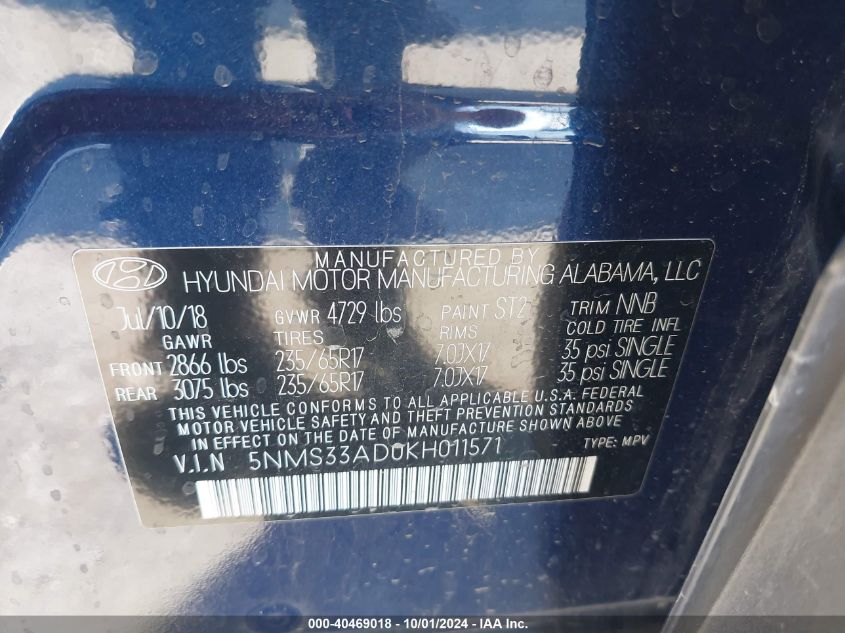 MANUFACTURED BY
HYUNDAI MOTOR MANUFACTURING ALABAMA, LLC
Jul/10/18 GVWR 4729 lbs PAINT ST2 TRIM NNB
GAWR TIRES RIMS COLD TIRE INFL
FRONT 2866 lbs 235/65R17 7.0JX17 35 psi SINGLE
REAR 3075 lbs 235/65R17 7.0JX17 35 psi SINGLE
THIS VEHICLE CONFORMS TO ALL APPLICABLE U.S.A. FEDERAL
MOTOR VEHICLE SAFETY AND THEFT PREVENTION STANDARDS
IN EFFECT ON THE DATE OF MANUFACTURE SHOWN ABOVE.
V.I.N 5NMS33AD0KH011571 TYPE: MPV
000-40469018 - 10/01/2024 - IAA Inc.